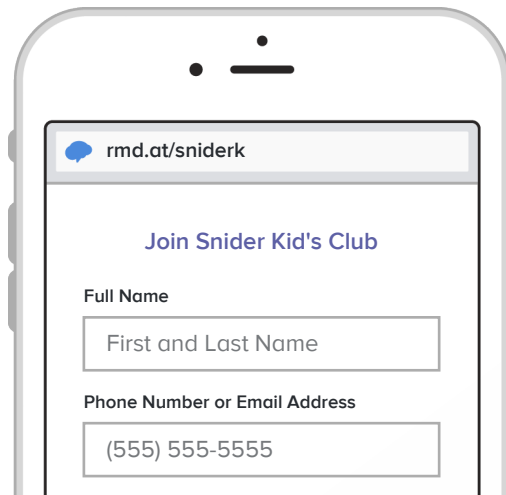 rmd.at/sniderk
Join Snider Kid's Club
Full Name
First and Last Name
Phone Number or Email Address
(555) 555-5555